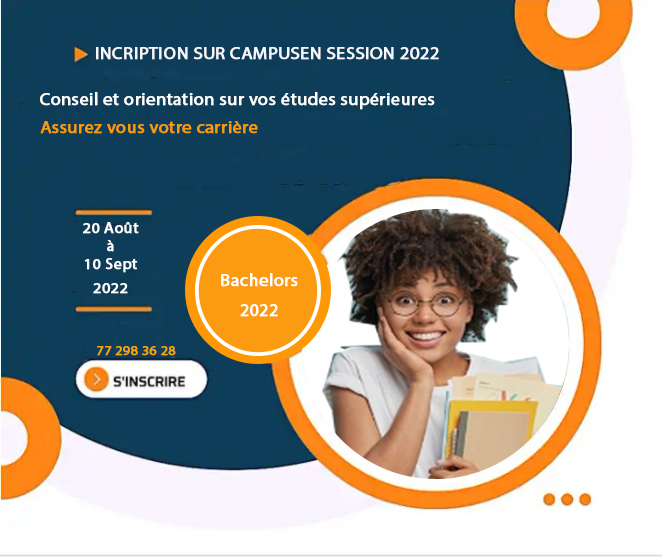 INCRIPTION SUR CAMPUSEN SESSION 2022
Conseil et orientation sur vos études supérieures
Assurez vous votre carrière
20 Août
à
10 Sept
2022
Bachelors
2022
77 298 36 28
S'INSCRIRE